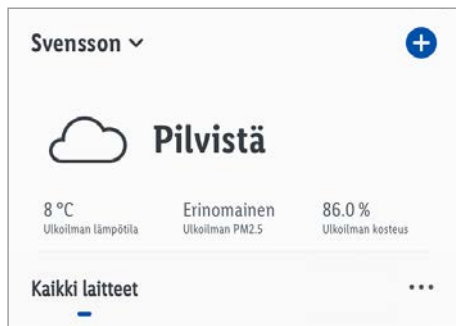 Svensson
Pilvistä
8 °C Erinomainen 86.0 %
Ulkoilman lämpötila Ulkoilman PM2.5 Ulkoilman kosteus
Kaikki laitteet